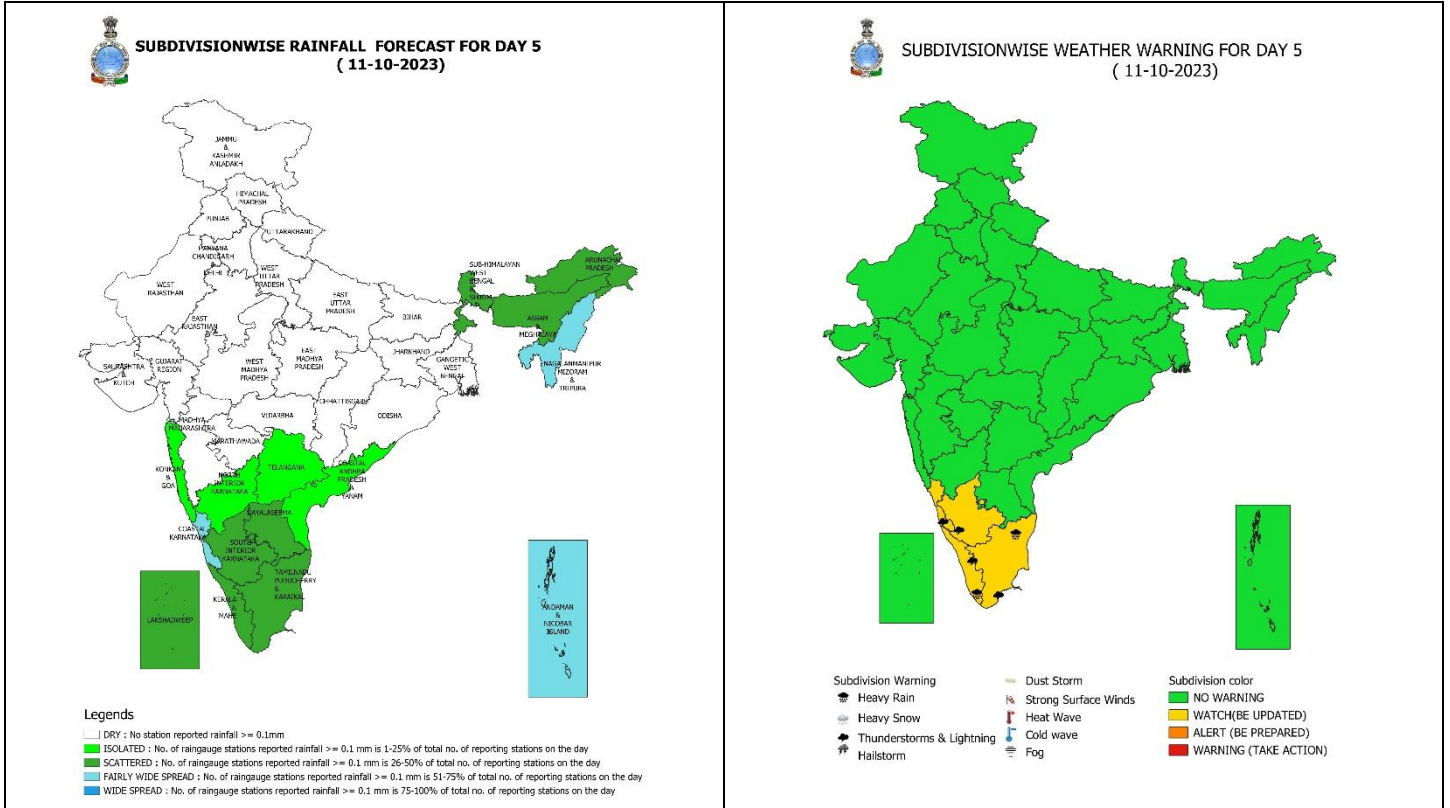 SUBDIVISIONWISE RAINFALL FORECAST FOR DAY 5
( 11-10-2023)
JAMMU
&
KASHMIR
ANLADAKH
HIMACHAL
PRADESH
PUNJAB
UTTARAKHAND
HARYANA
CHANDIGARH
&
DELHI
WEST
UTTAR
PRADESH
WEST
RAJASTHAN
EAST
UTTAR
PRADESH
SUB-HIMALAYAN
WEST
BENGAL
ARUNACHAL
PRADESH
EAST
RAJASTHAN
BIHAR
ASSAM
&
MEGHALAYA
SAURASHTRA
&
KUTCH
GUJARAT
REGION
WEST
MADHYA
PRADESH
EAST
MADHYA
PRADESH
JHARKHAND
GANGETIC
WEST
BENGAL
NAGALANMANIPUR
MIZORAM
&
TRIPURA
CHHATTISGARH
ODISHA
VIDARBHA
MADHYA
MAHARASHTRA
MARATHAWADA
KONKAN
&
GOA
NORTH
INTERIOR
KARNATAKA
TELANGANA
COASTAL
ANDHRA
PRADESH
&
YANAM
RAYALASEEMA
COASTAL
KARNATAKA
SOUTH
INTERIOR
KARNATAKA
TAMILNADU
PUDUCHERRY
&
KARAIKAL
KERALA
&
MAHE
LAKSHADWEEP
ANDAMAN
&
NICOBAR
ISLAND
Legends
DRY : No station reported rainfall >= 0.1mm
ISOLATED : No. of raingauge stations reported rainfall >= 0.1 mm is 1-25% of total no. of reporting stations on the day
SCATTERED : No. of raingauge stations reported rainfall >= 0.1 mm is 26-50% of total no. of reporting stations on the day
FAIRLY WIDE SPREAD : No. of raingauge stations reported rainfall >= 0.1 mm is 51-75% of total no. of reporting stations on the day
WIDE SPREAD : No. of raingauge stations reported rainfall >= 0.1 mm is 75-100% of total no. of reporting stations on the day
SUBDIVISIONWISE WEATHER WARNING FOR DAY 5
( 11-10-2023)
Subdivision Warning
Heavy Rain
Heavy Snow
Thunderstorms & Lightning
Hailstorm
Dust Storm
Strong Surface Winds
Heat Wave
Cold wave
Fog
Subdivision color
NO WARNING
WATCH(BE UPDATED)
ALERT (BE PREPARED)
WARNING (TAKE ACTION)